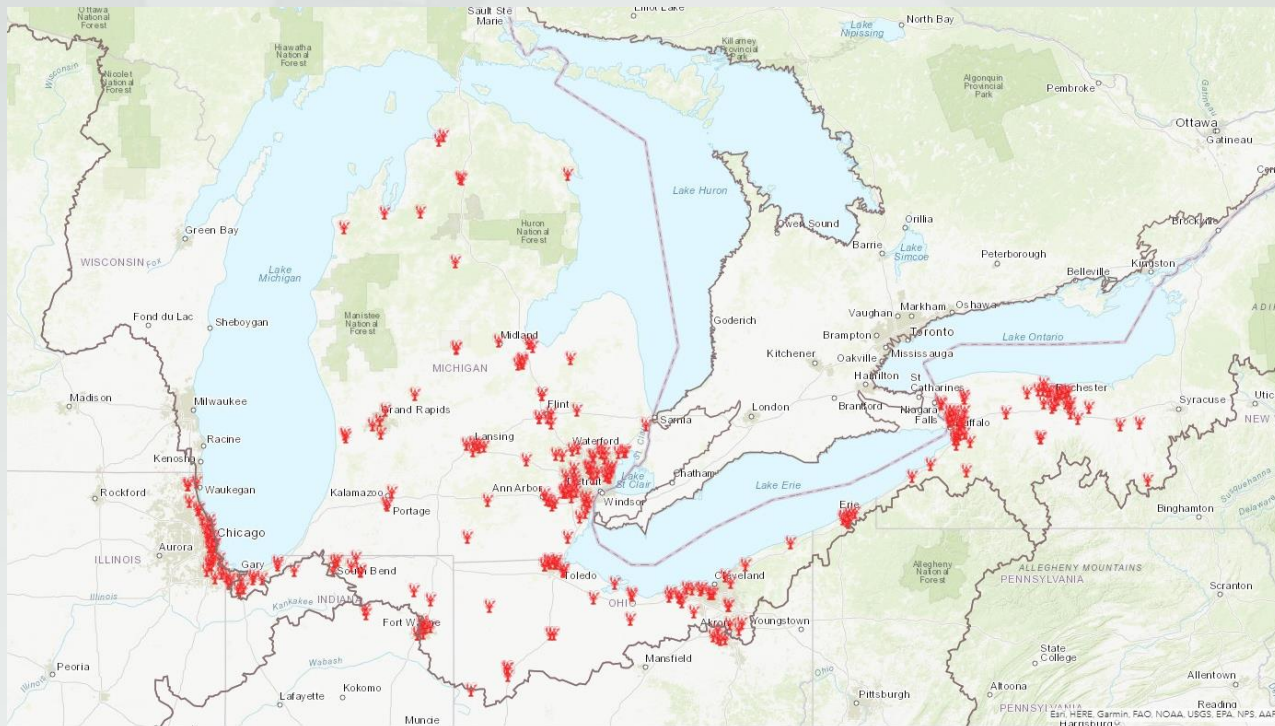 Ottawa
National
Forest
Sault Ste
Marie
Elliot Lake
North Bay
Lake
Nipissing
Killarney
Provincial
Park
Hiawatha
National
Forest
Nicolet
National
Forest
Wisconsin
Algonquin
Provincial
Park
Pembroke
Gatineau
Ottawa
Gatineau
Lake Huron
Owen Sound
Orillia
Barrie
Lake
Simcoe
Brockville
Kingston
Peterborough
Belleville
Huron
National
Forest
Green Bay
WISCONSIN
Fox
Lake
Michigan
Fond du Lac
Sheboygan
Manistee
National
Forest
Midland
MICHIGAN
Goderich
Vaughan
Markham
Oshawa
Brampton
Toronto
Kitchener
Oakville
Mississauga
Lake Ontario
Hamilton
St
Catharines
Rochester
Madison
Milwaukee
Grand Rapids
Flint
Sarnia
London
Brantford
Niagara
Falls
Buffalo
Syracuse
NEW
Racine
Kenosha
Lansing
Waterford
Lake
St Clair
Chatham
Rockford
Waukegan
Kalamazoo
Portage
Ann Arbor
Detroit
Windsor
Lake Erie
Erie
Binghamton
Susquehanna
Delaware
Chicago
Aurora
ILLINOIS
Gary
South Bend
Toledo
Cleveland
Allegheny
National
Forest
ALLEGHENY MOUNTAINS
PENNSYLVANIA
Scranton
Illinois
Kankakee
INDIANA
OHIO
Fort Wayne
Akron
Youngstown
Peoria
Wabash
Mansfield
State
College
Illinois
Lafayette
Kokomo
Ohio
Altoona
Allentown
Muncie
Pittsburgh
PENNSYLVANIA
Reading
Harrisburg
Esri, HERE, Garmin, FAO, NOAA, USGS, EPA, NPS, AAF